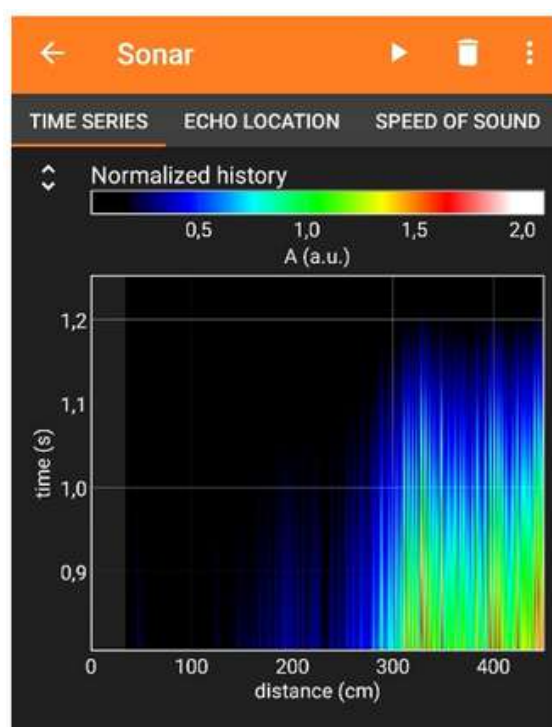 Sonar
TIME SERIES ECHO LOCATION SPEED OF SOUND
Normalized history
0,5 1,0 1,5 2,0
A (a.u.)
1,2
1,1
1,0
0,9
time (s)
0 100 200 300 400
distance (cm)